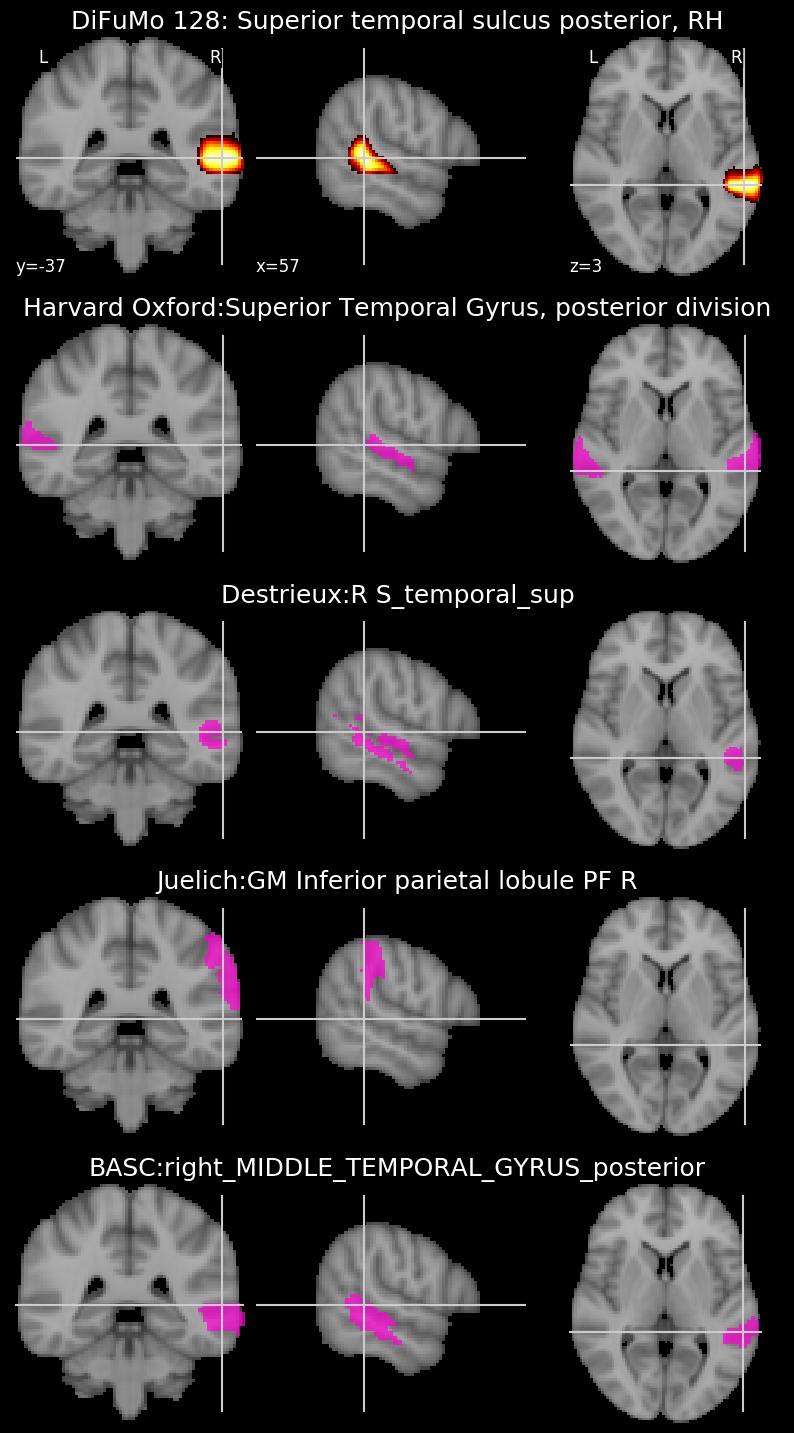 DiFuMo 128: Superior temporal sulcus posterior, RH
L R L R
y=-37 x=57 z=3
Harvard Oxford:Superior Temporal Gyrus, posterior division
Destrieux:R S_temporal_sup
Juelich:GM Inferior parietal lobule PF R
BASC:right_MIDDLE_TEMPORAL_GYRUS_posterior